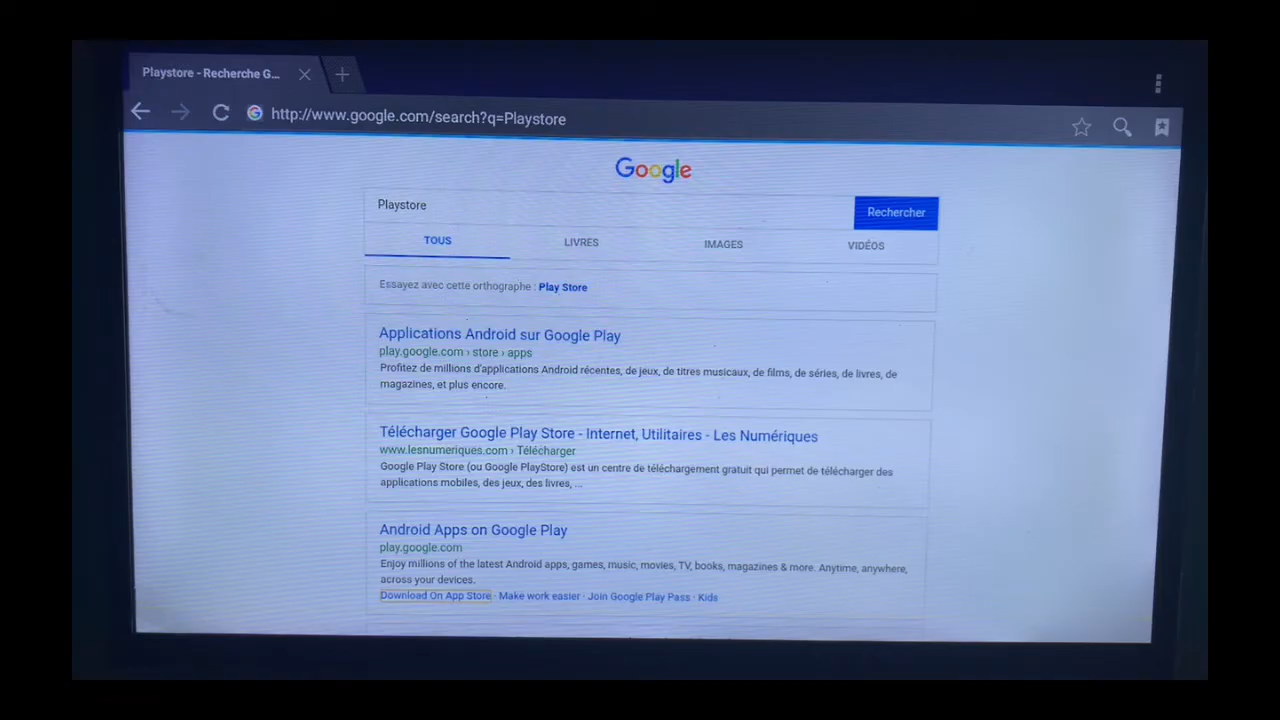 Playstore - Recherche G...
http://www.google.com/search?q=Playstore
Google
Playstore
Rechercher
TOUS LIVRES IMAGES VIDÉOS
Essayez avec cette orthographe : Play Store
Applications Android sur Google Play
play.google.com › store › apps
Profitez de millions d'applications Android récentes, de jeux, de titres musicaux, de films, de séries, de livres, de
magazines, et plus encore.
Télécharger Google Play Store - Internet, Utilitaires - Les Numériques
www.lesnumeriques.com › Télécharger
Google Play Store (ou Google PlayStore) est un centre de téléchargement gratuit qui permet de télécharger des
applications mobiles, des jeux, des livres, ...
Android Apps on Google Play
play.google.com
Enjoy millions of the latest Android apps, games, music, movies, TV, books, magazines & more. Anytime, anywhere,
across your devices.
Download On App Store · Make work easier · Join Google Play Pass · Kids